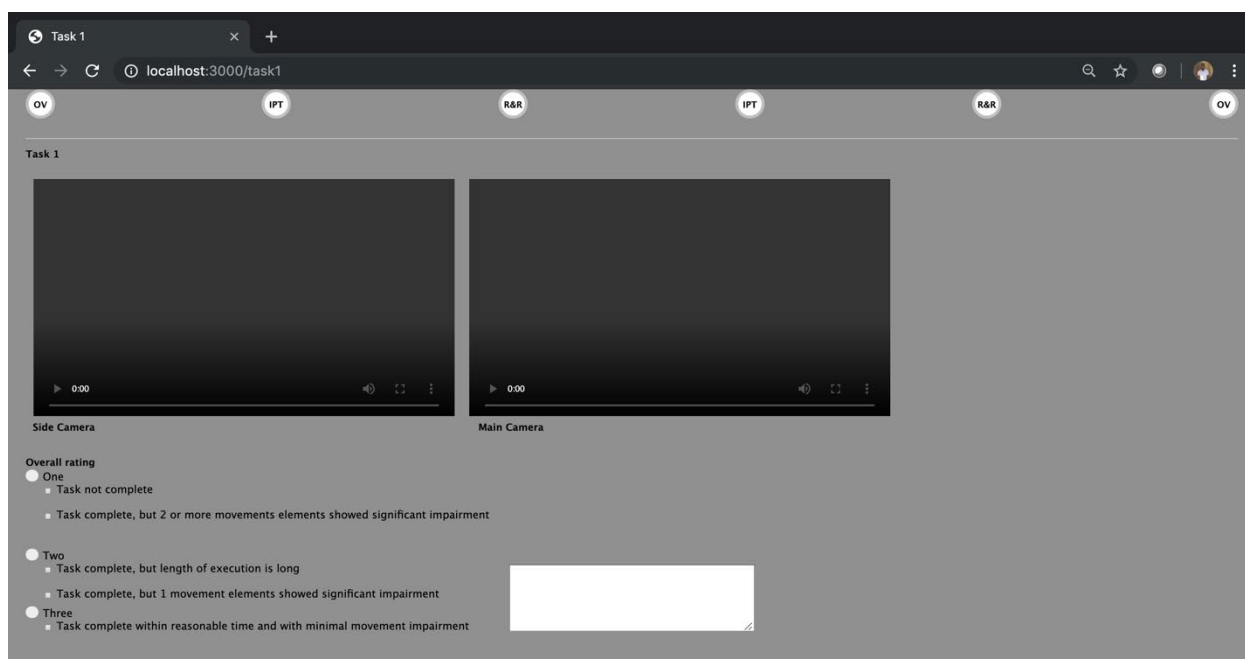 Task 1
localhost:3000/task1
OV IPT R&R IPT R&R OV
Task 1
0:00 0:00
Side Camera Main Camera
Overall rating
One
Task not complete
Task complete, but 2 or more movements elements showed significant impairment
Two
Task complete, but length of execution is long
Task complete, but 1 movement elements showed significant impairment
Three
Task complete within reasonable time and with minimal movement impairment